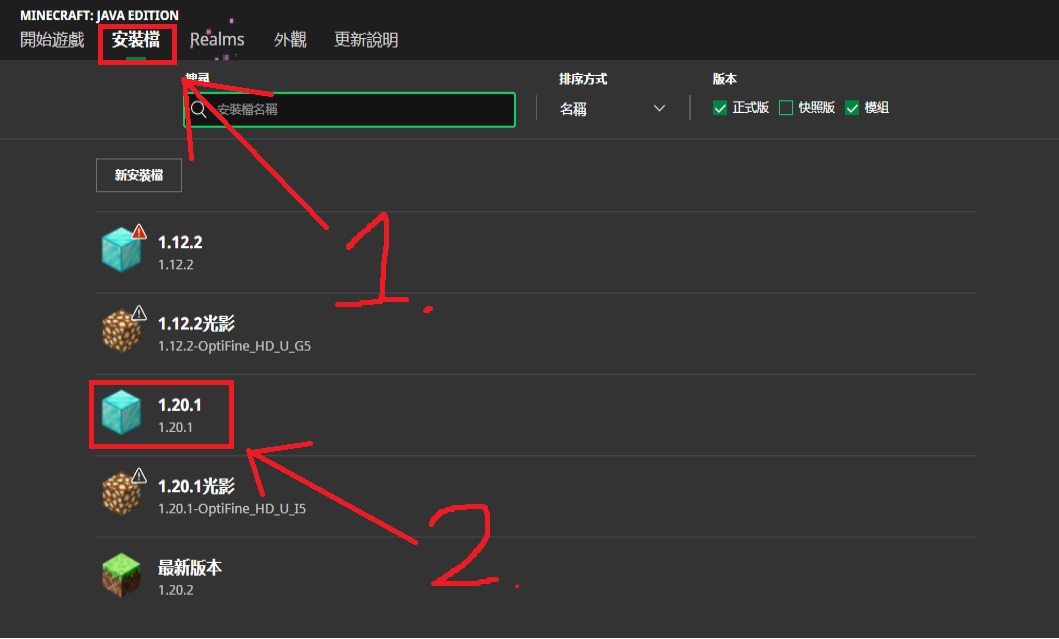 MINECRAFT: JAVA EDITION
開始遊戲 安裝檔 Realms 外觀 更新說明
搜尋 排序方式 版本
安裝檔名稱 名稱 正式版 快照版 模組
新安裝檔
1.12.2
1.12.2
1.
1.12.2光影
1.12.2-OptiFine_HD_U_G5
1.20.1
1.20.1
1.20.1光影
1.20.1-OptiFine_HD_U_I5
2.
最新版本
1.20.2